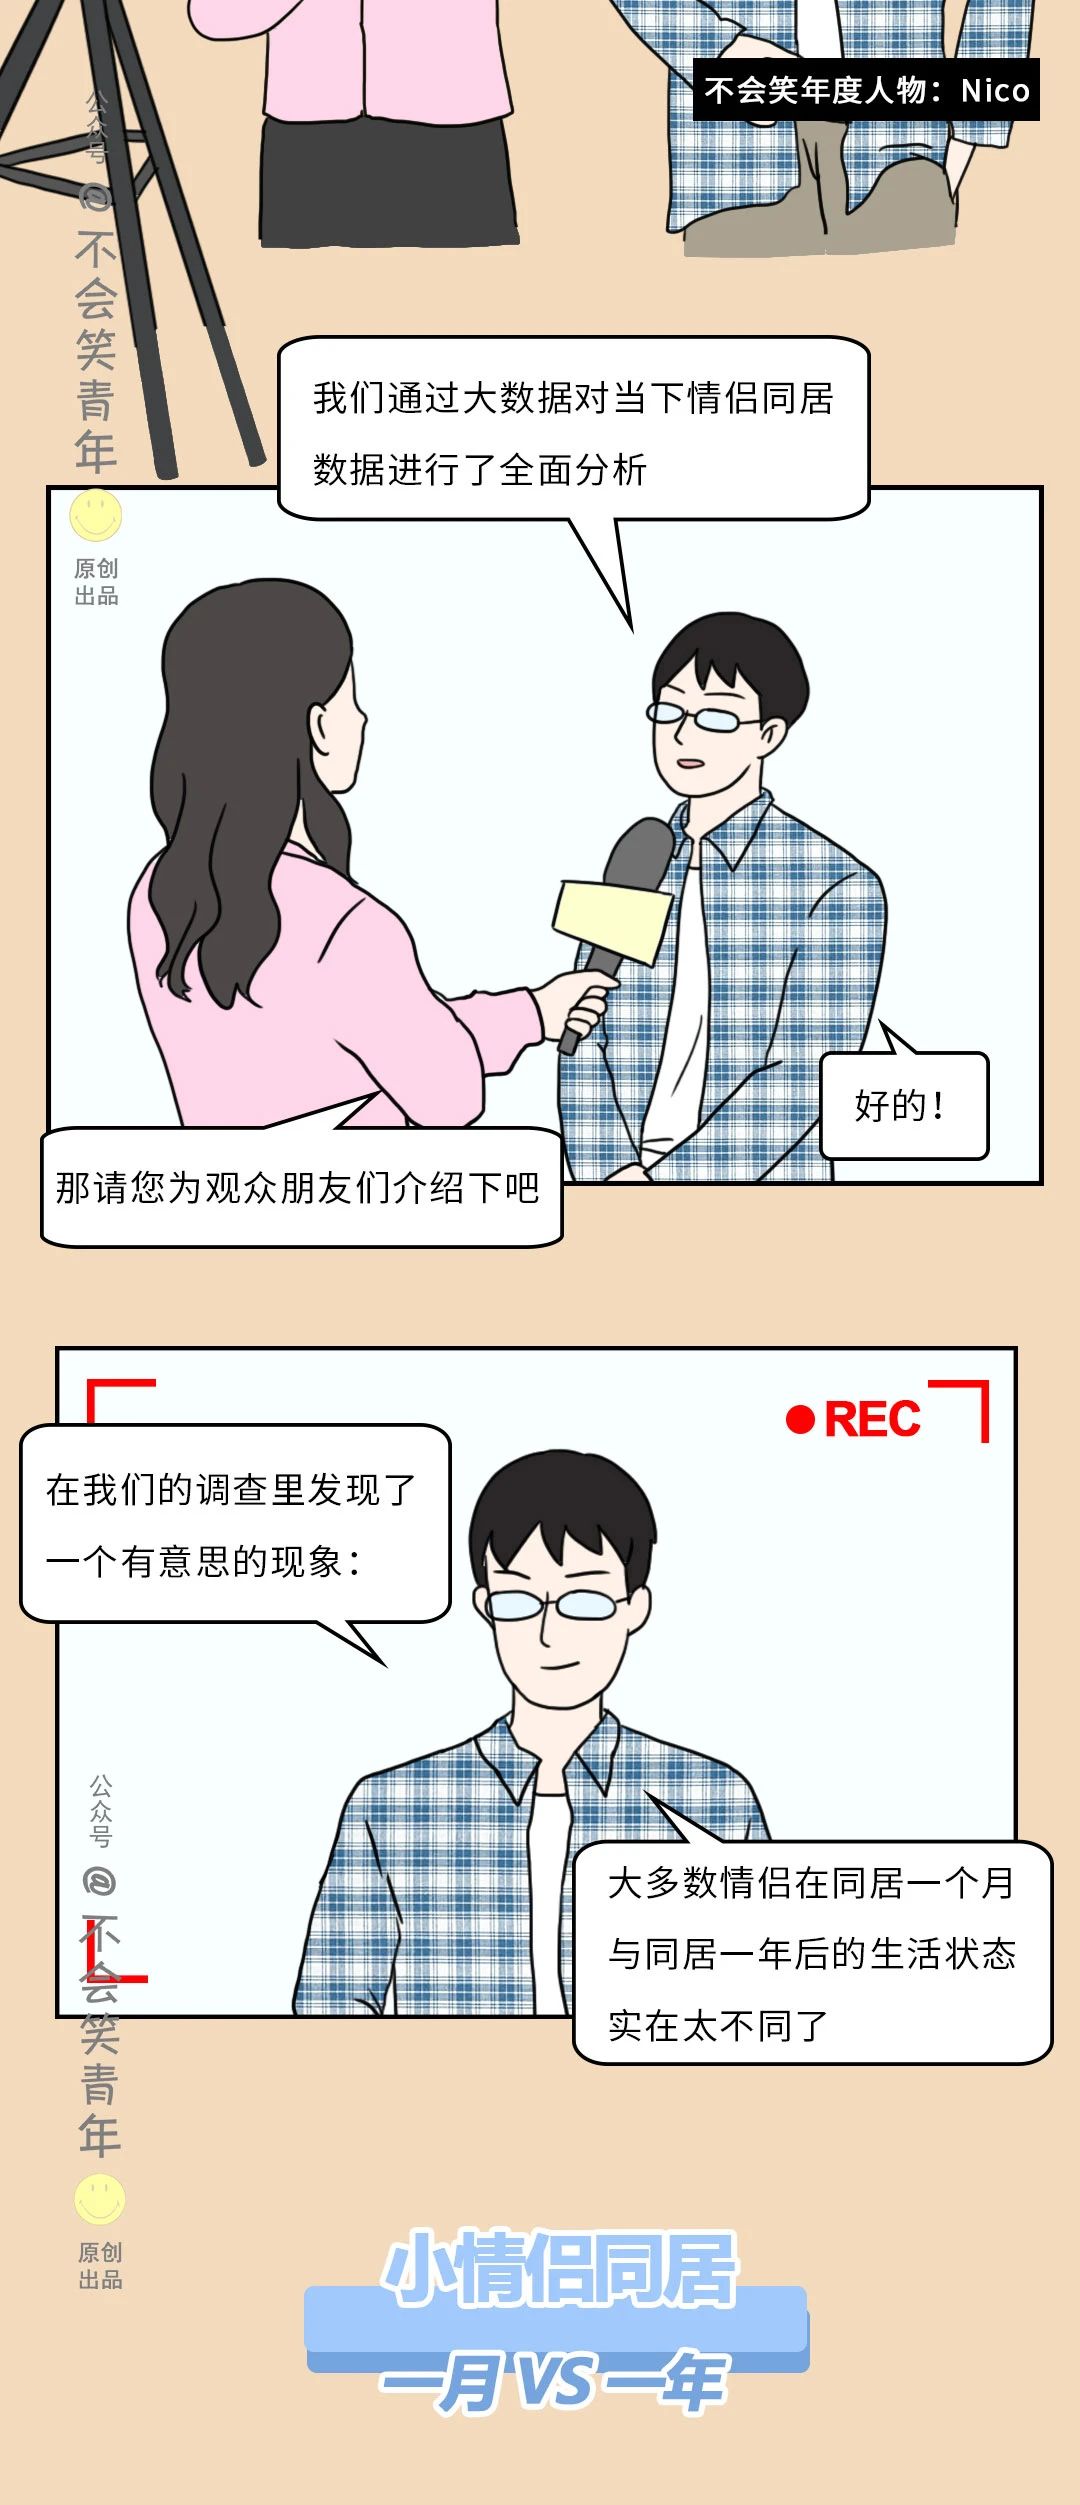 不会笑年度人物：Nico
公众号@不会笑青年
原创
出品
我们通过大数据对当下情侣同居
数据进行了全面分析
那请您为观众朋友们介绍下吧
好的！
REC
在我们的调查里发现了
一个有意思的现象：
大多数情侣在同居一个月
与同居一年后的生活状态
实在太不同了
公众号@不会笑青年
原创
出品
小情侣同居
一月 VS 一年